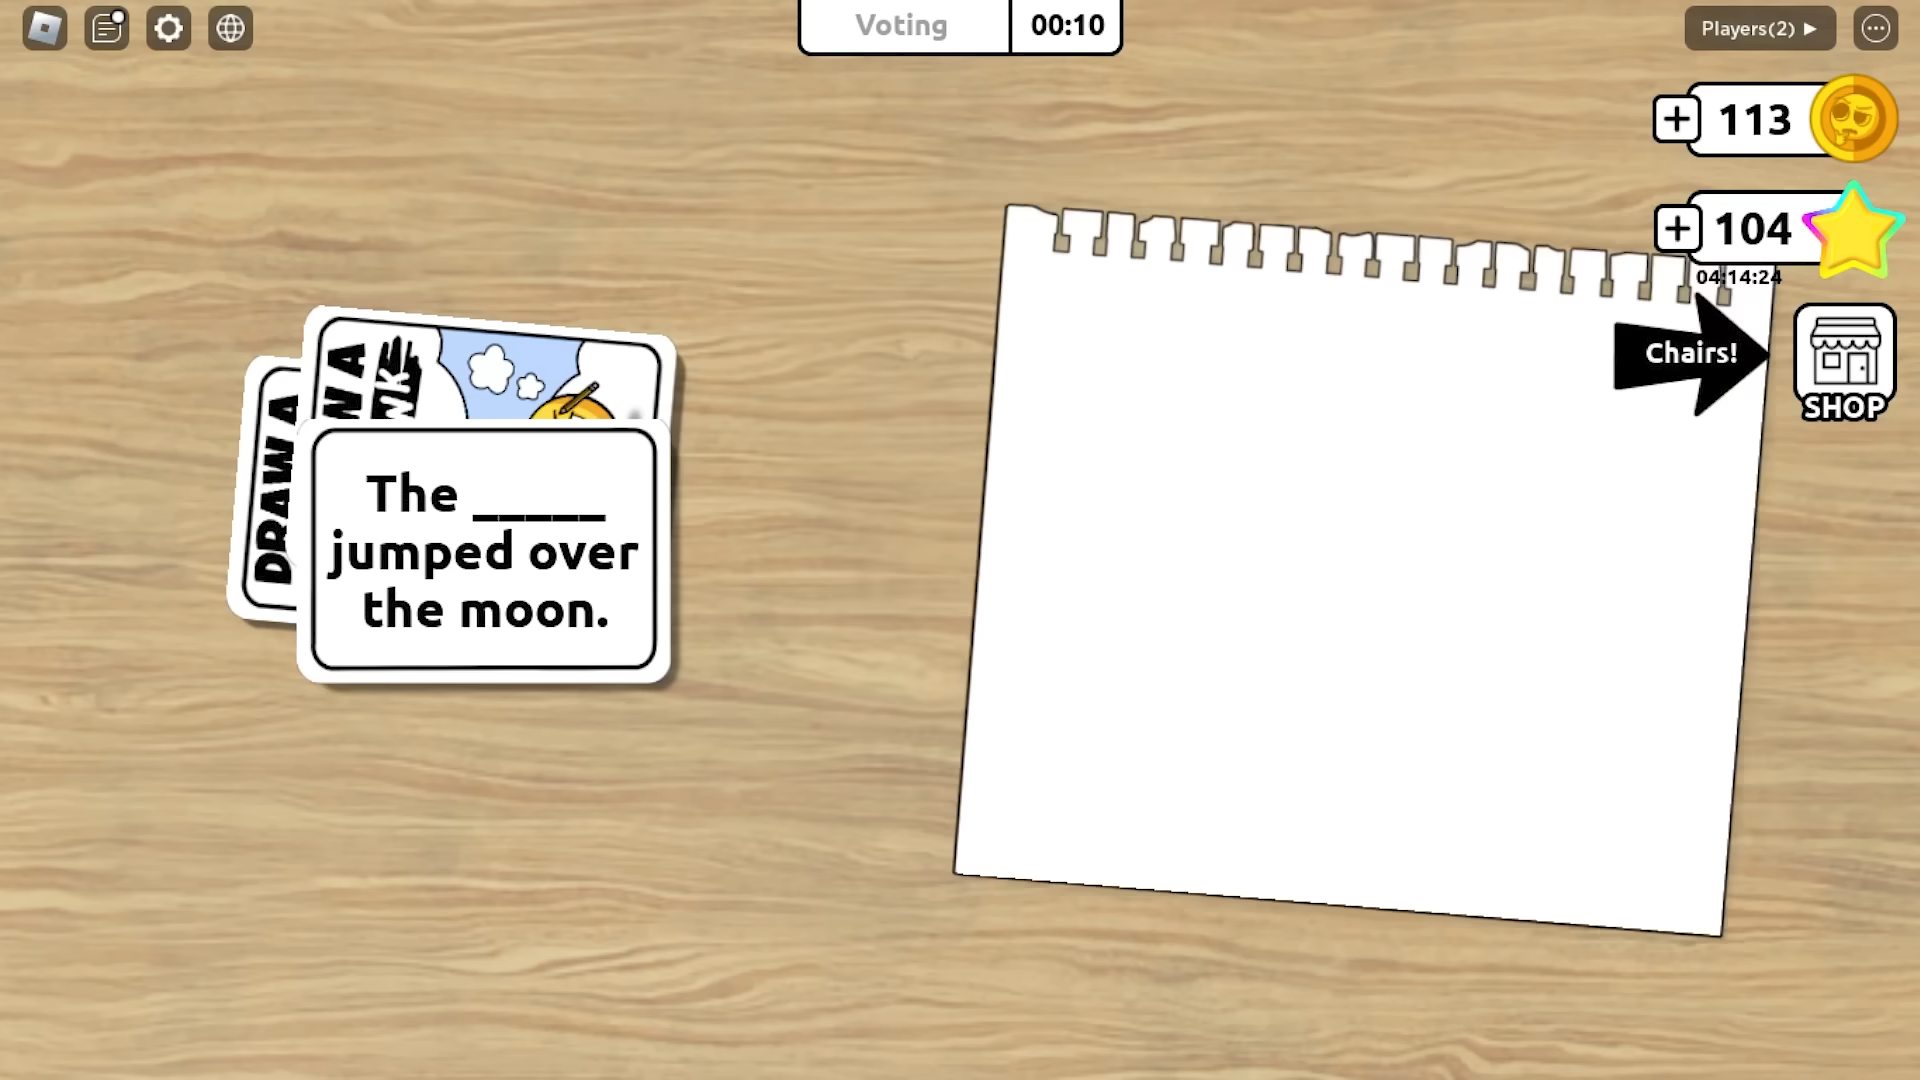 Voting 00:10
Players(2)
113
104
04:14:24
Chairs!
SHOP
DRAW A
The _____
jumped over
the moon.